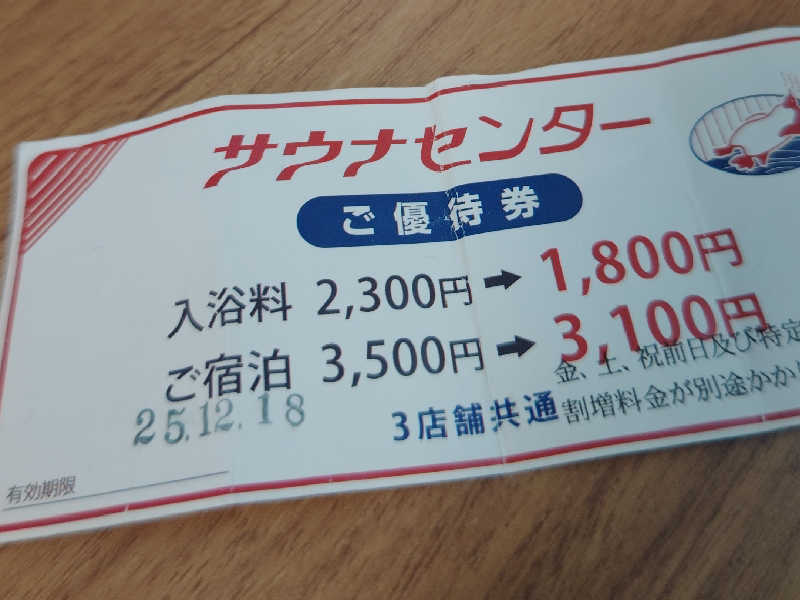 サウナセンター
ご優待券
入浴料 2,300円➡1,800円
ご宿泊 3,500円➡3,100円
金、土、祝前日及び特定
割増料金が別途かか
25.12.18
3店舗共通
有効期限